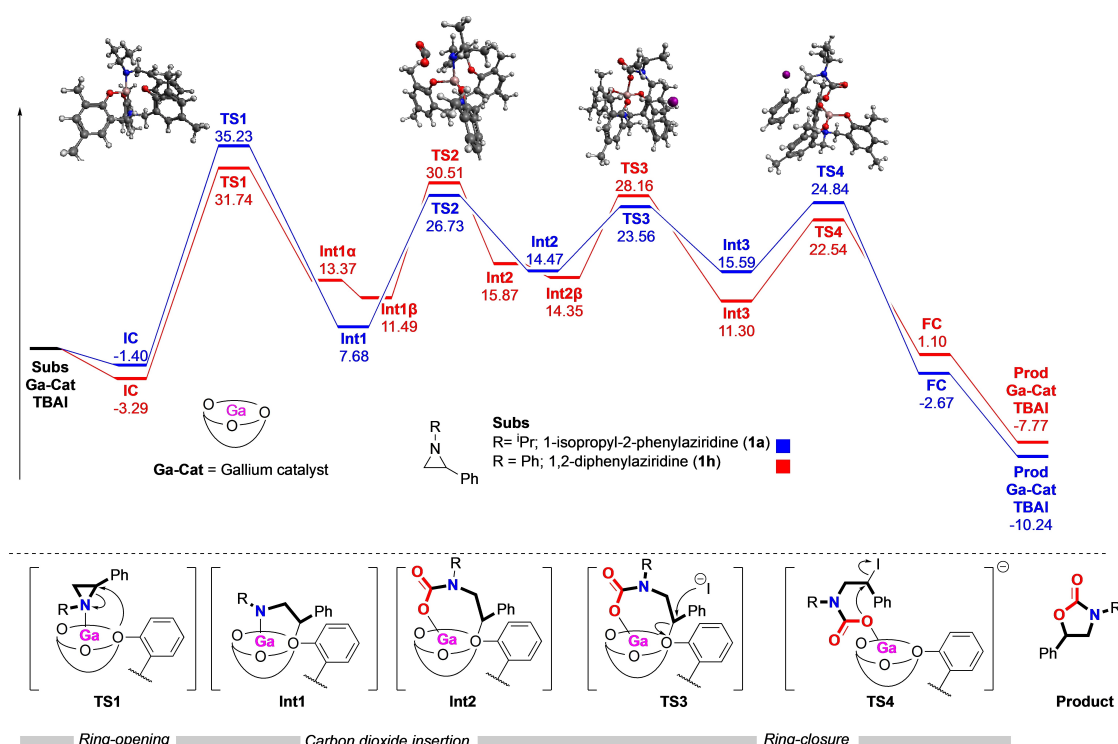 TS1
35.23
TS1
31.74
TS2
30.51
TS2
26.73
TS3
28.16
TS3
23.56
TS4
24.84
TS4
22.54
Int1α
13.37
Int1β
11.49
Int1
7.68
Int2
14.47
Int2
15.87
Int2β
14.35
Int3
15.59
Int3
11.30
IC
-1.40
IC
-3.29
Subs
Ga-Cat
TBAI
FC
1.10
FC
-2.67
Prod
Ga-Cat
TBAI
-7.77
Prod
Ga-Cat
TBAI
-10.24
O Ga O
O
Ga-Cat = Gallium catalyst
R
N
Ph
Subs
R= iPr; 1-isopropyl-2-phenylaziridine (1a)
R = Ph; 1,2-diphenylaziridine (1h)
Ph
R N
O Ga O
O
TS1
R N
Ph
O Ga O
O
Int1
R
O N
O Ph
O Ga O
O
Int2
R
O N I
O Ph
O Ga O
O
TS3
I
R N Ph
O O
O Ga O
O
TS4
O
O N R
Ph
Product
Ring-opening
Carbon dioxide insertion
Ring-closure